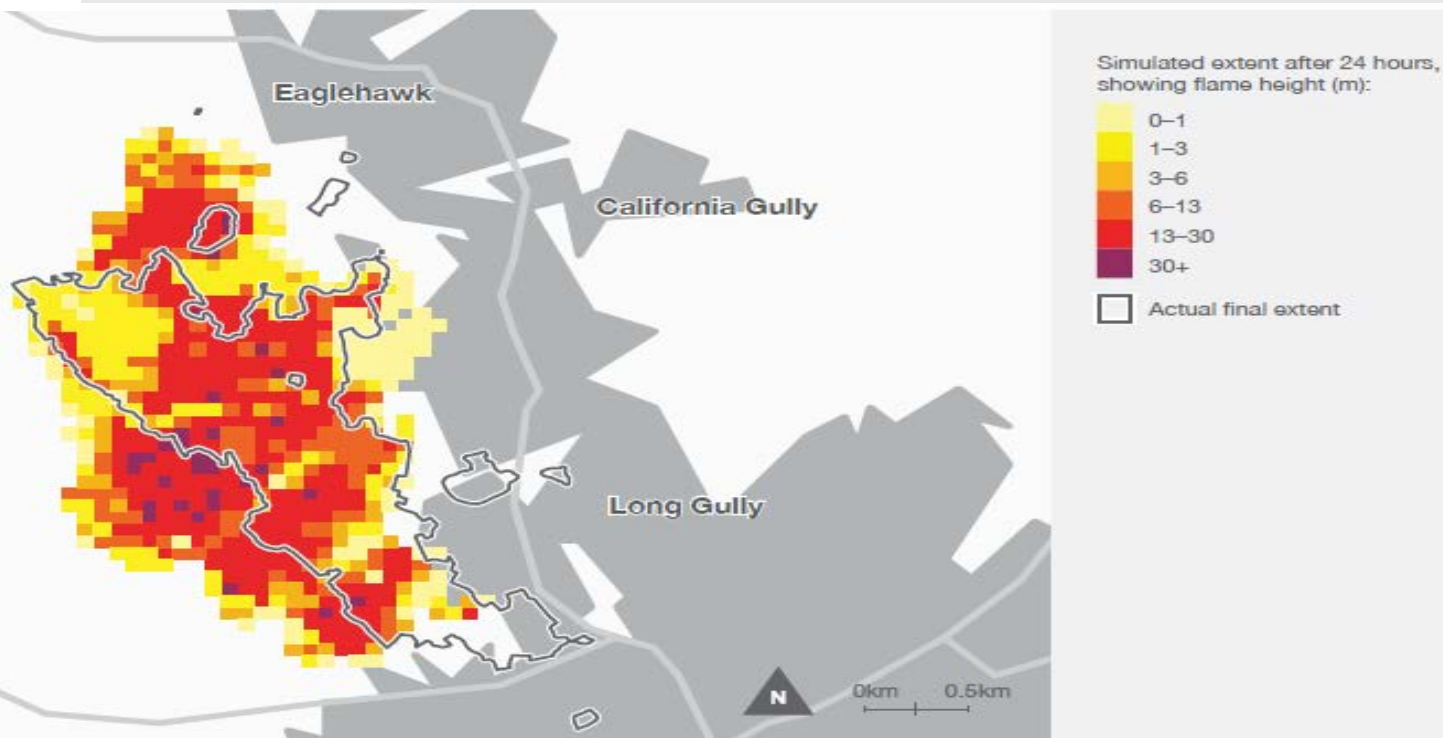 Simulated extent after 24 hours,
showing flame height (m):
0–1
1–3
3–6
6–13
13–30
30+
Actual final extent
Eaglehawk
California Gully
Long Gully
N
0km 0.5km